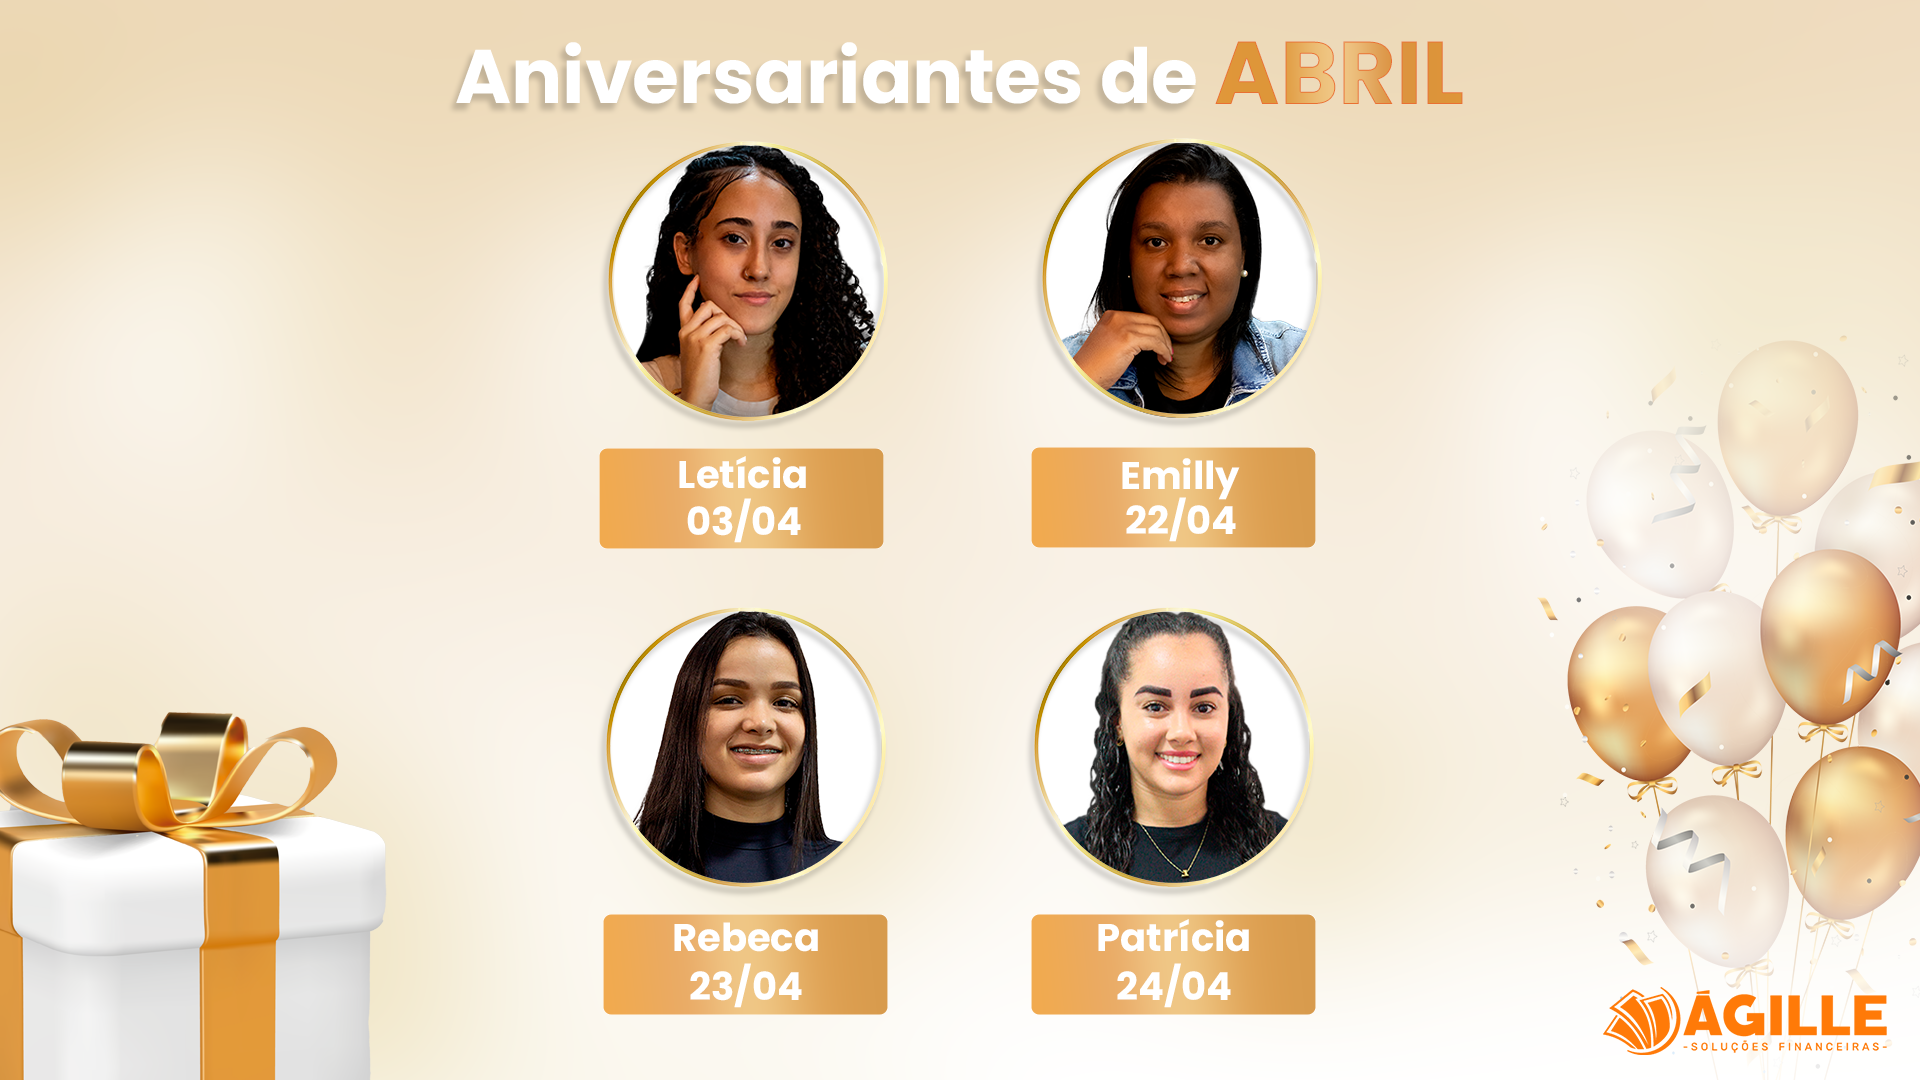 Aniversariantes de ABRIL
Letícia
03/04
Emilly
22/04
Rebeca
23/04
Patrícia
24/04
ÁGILLE
-SOLUÇÕES FINANCEIRAS-